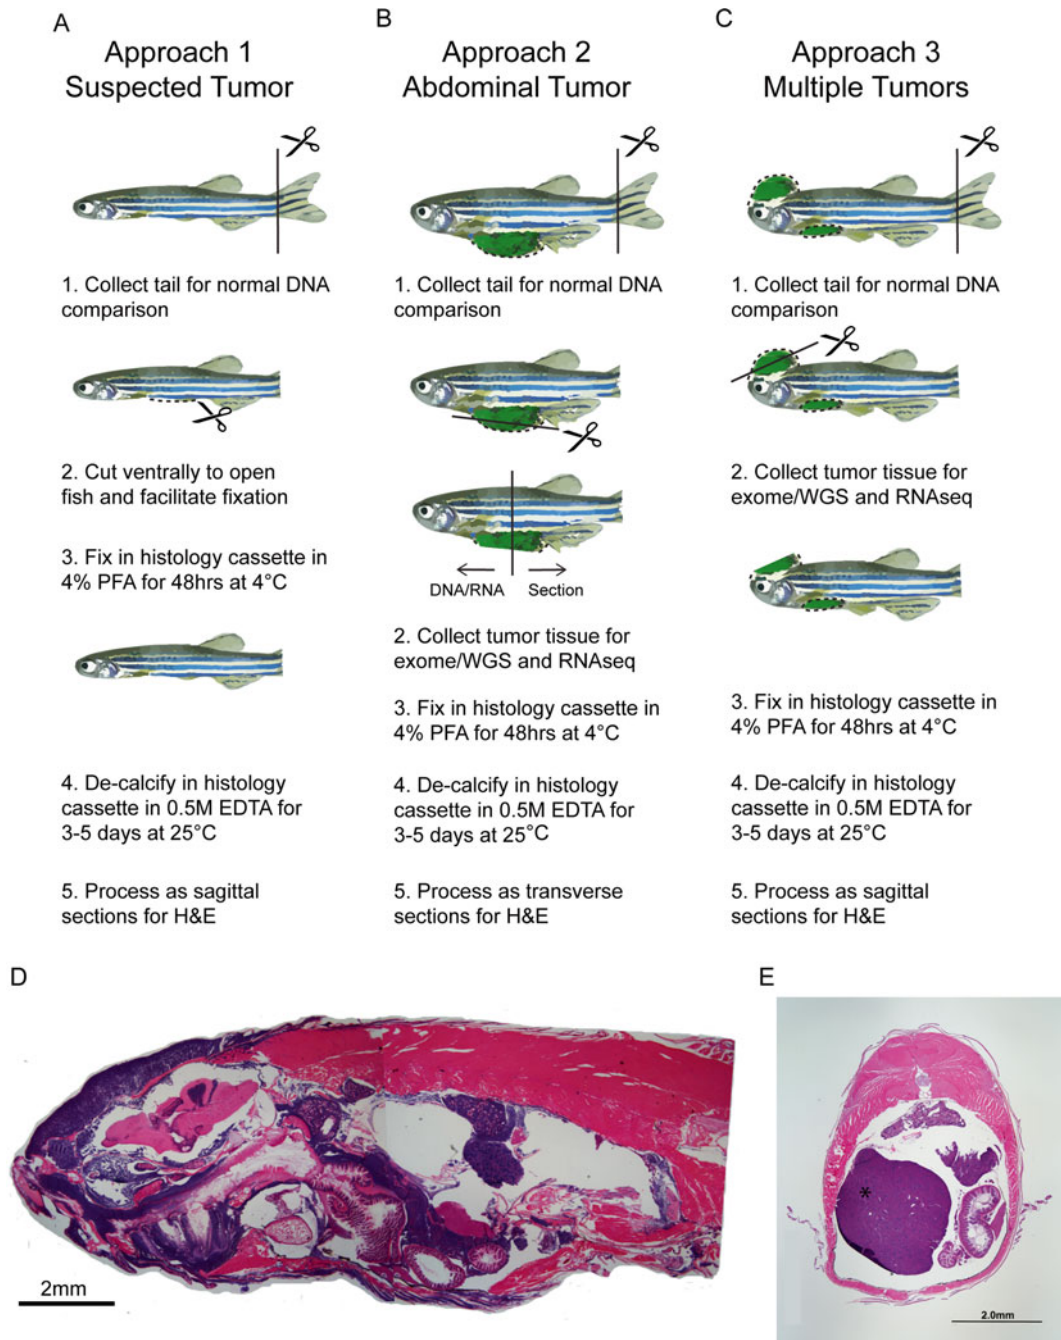 A
Approach 1
Suspected Tumor
1. Collect tail for normal DNA
comparison
2. Cut ventrally to open
fish and facilitate fixation
3. Fix in histology cassette in
4% PFA for 48hrs at 4°C
4. De-calcify in histology
cassette in 0.5M EDTA for
3-5 days at 25°C
5. Process as sagittal
sections for H&E
B
Approach 2
Abdominal Tumor
1. Collect tail for normal DNA
comparison
DNA/RNA Section
2. Collect tumor tissue for
exome/WGS and RNAseq
3. Fix in histology cassette in
4% PFA for 48hrs at 4°C
4. De-calcify in histology
cassette in 0.5M EDTA for
3-5 days at 25°C
5. Process as transverse
sections for H&E
C
Approach 3
Multiple Tumors
1. Collect tail for normal DNA
comparison
2. Collect tumor tissue for
exome/WGS and RNAseq
3. Fix in histology cassette in
4% PFA for 48hrs at 4°C
4. De-calcify in histology
cassette in 0.5M EDTA for
3-5 days at 25°C
5. Process as sagittal
sections for H&E
D
2mm
E
*
2.0mm